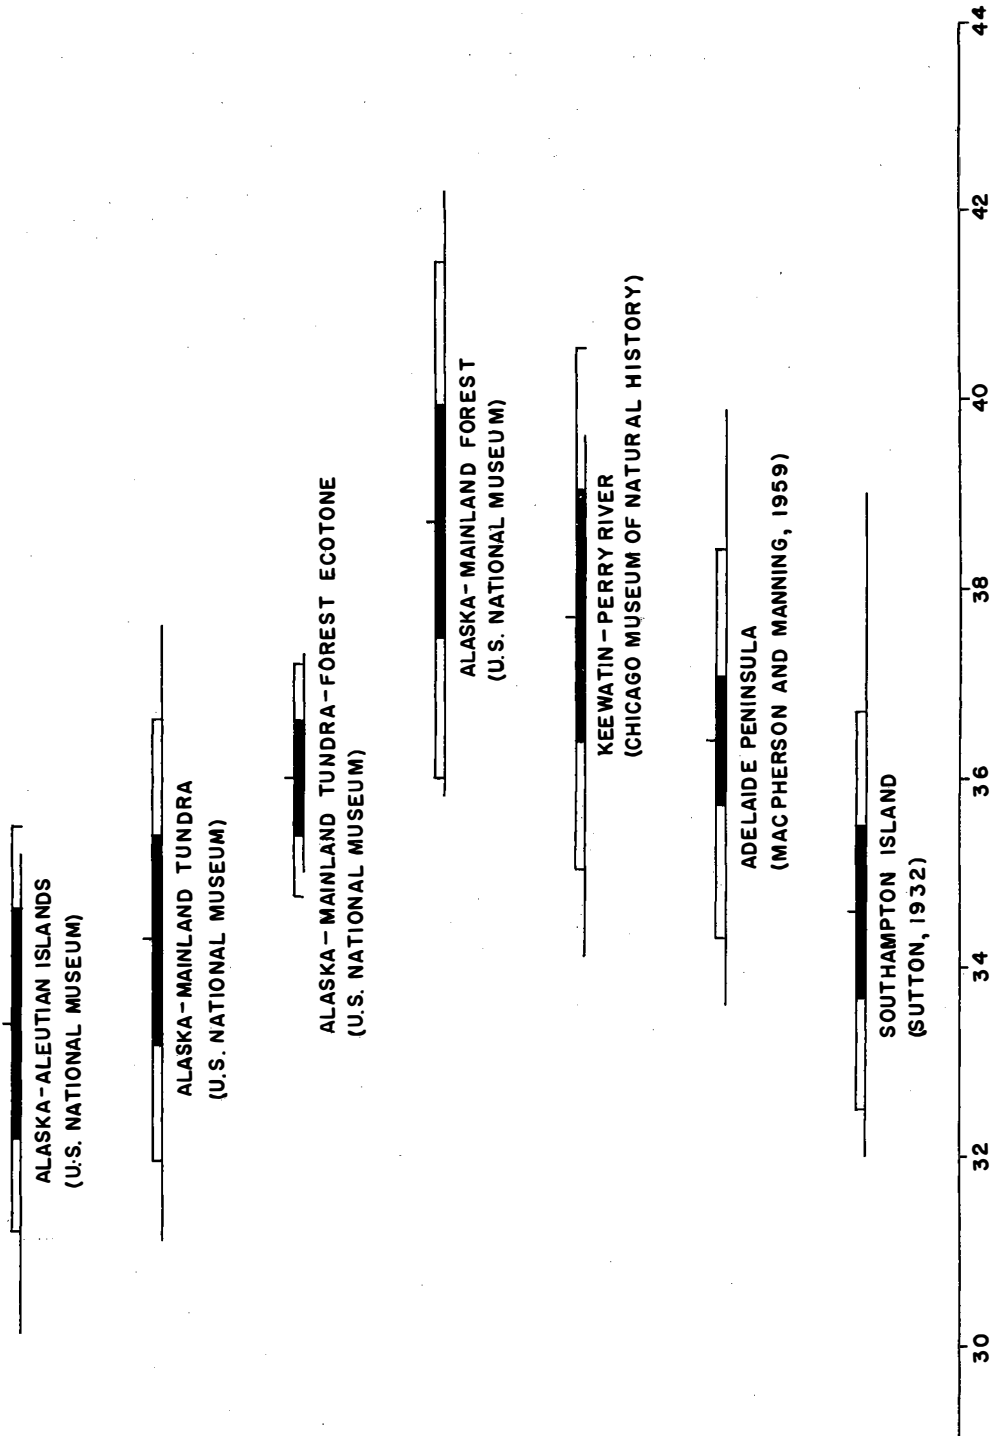 ALASKA-ALEUTIAN ISLANDS
(U.S. NATIONAL MUSEUM)
ALASKA-MAINLAND TUNDRA
(U.S. NATIONAL MUSEUM)
ALASKA-MAINLAND TUNDRA-FOREST ECOTONE
(U.S. NATIONAL MUSEUM)
ALASKA-MAINLAND FOREST
(U.S. NATIONAL MUSEUM)
KEEWATIN-PERRY RIVER
(CHICAGO MUSEUM OF NATURAL HISTORY)
ADELAIDE PENINSULA
(MACPHERSON AND MANNING, 1959)
SOUTHAMPTON ISLAND
(SUTTON, 1932)
30 32 34 36 38 40 42 44